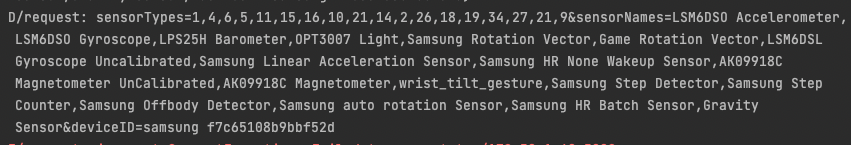 D/request: sensorTypes=1,4,6,5,11,15,16,10,21,14,2,26,18,19,34,27,21,9&sensorNames=LSM6DSO Accelerometer,
LSM6DSO Gyroscope,LPS25H Barometer,OPT3007 Light,Samsung Rotation Vector,Game Rotation Vector,LSM6DSL
Gyroscope Uncalibrated,Samsung Linear Acceleration Sensor,Samsung HR None Wakeup Sensor,AK09918C
Magnetometer UnCalibrated,AK09918C Magnetometer,wrist_tilt_gesture,Samsung Step Detector,Samsung Step
Counter,Samsung Offbody Detector,Samsung auto rotation Sensor,Samsung HR Batch Sensor,Gravity
Sensor&deviceID=samsung f7c65108b9bbf52d